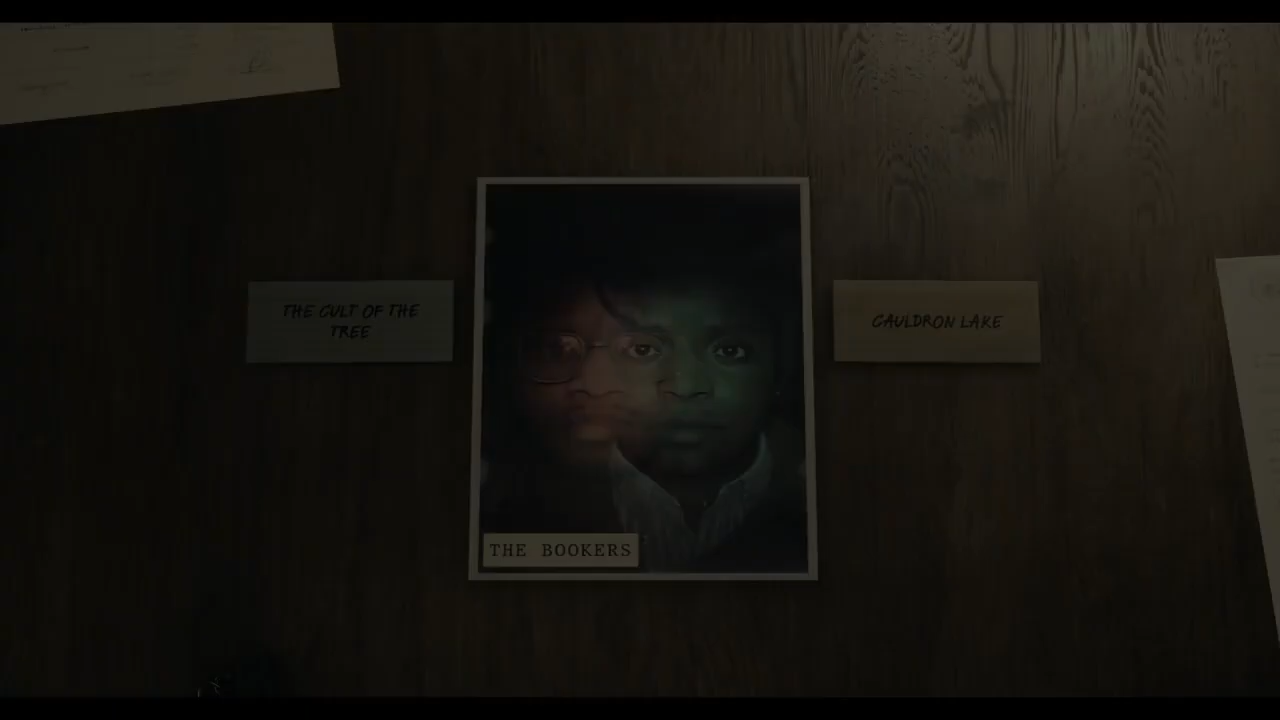 THE CULT OF THE
TREE
CAULDRON LAKE
THE BOOKERS